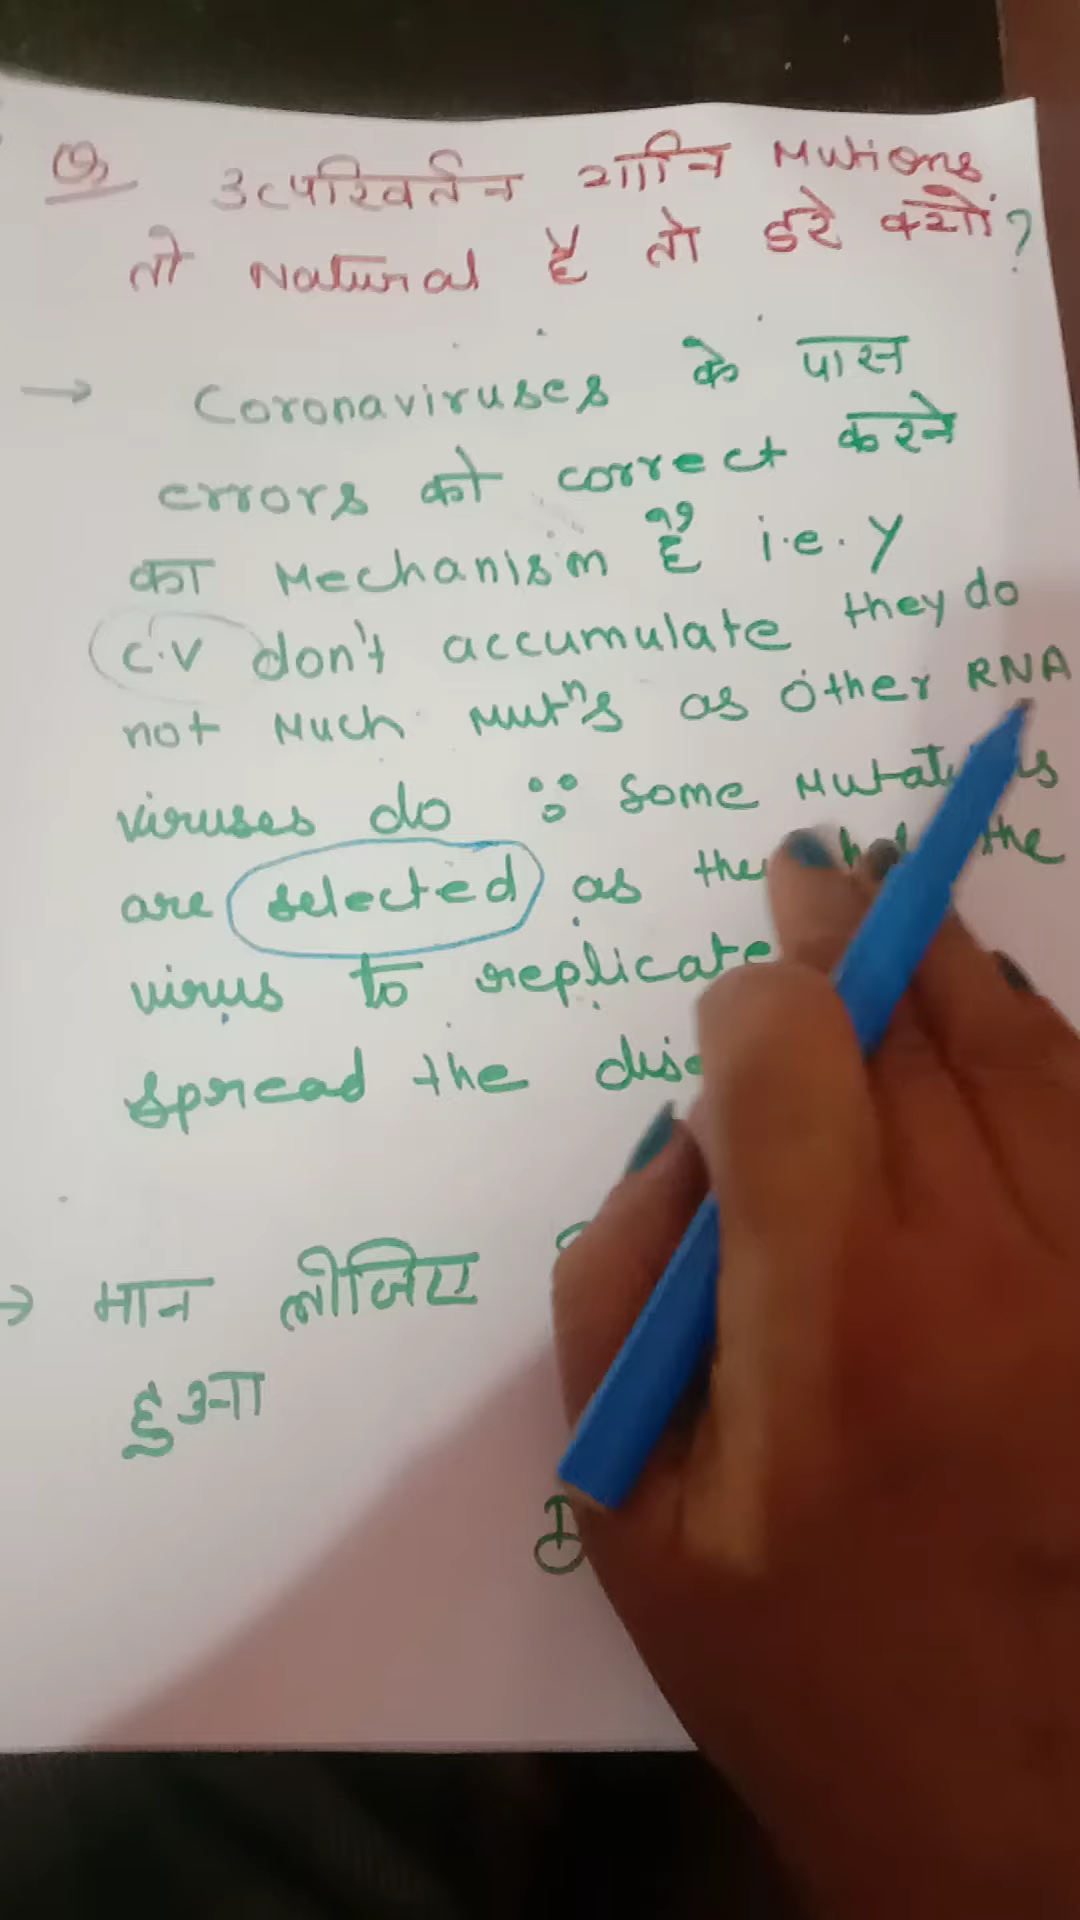 Q उत्परिवर्तन यानि Mutions
तो Natural है तो डरे क्यों?
→ Coronaviruses के पास
errors को correct करने
का Mechanism है i.e. Y
C.V don't accumulate they do
not Much Mutⁿs as other RNA
viruses do ∵ Some
are selected as the
virus to replicate
spread the
→ मान लीजिए
हुआ